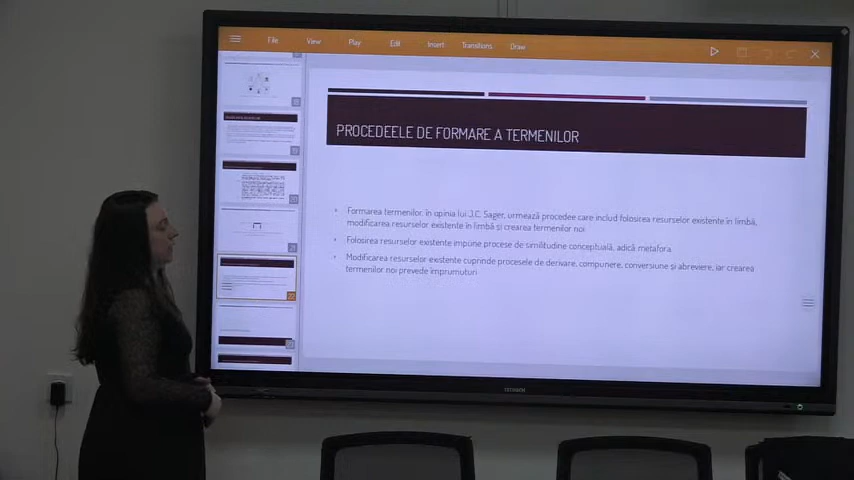 File View Play Edit Insert Transitions Draw
PROCEDEELE DE FORMARE A TERMENILOR
Formarea termenilor, în opinia lui J.C. Sager, urmează procedee care includ folosirea resurselor existente în limbă,
modificarea resurselor existente în limbă și crearea termenilor noi.
Folosirea resurselor existente impune procese de similitudine conceptuală, adică metafora.
Modificarea resurselor existente cuprinde procesele de derivare, compunere, conversiune și abreviere, iar crearea
termenilor noi prevede împrumuturi